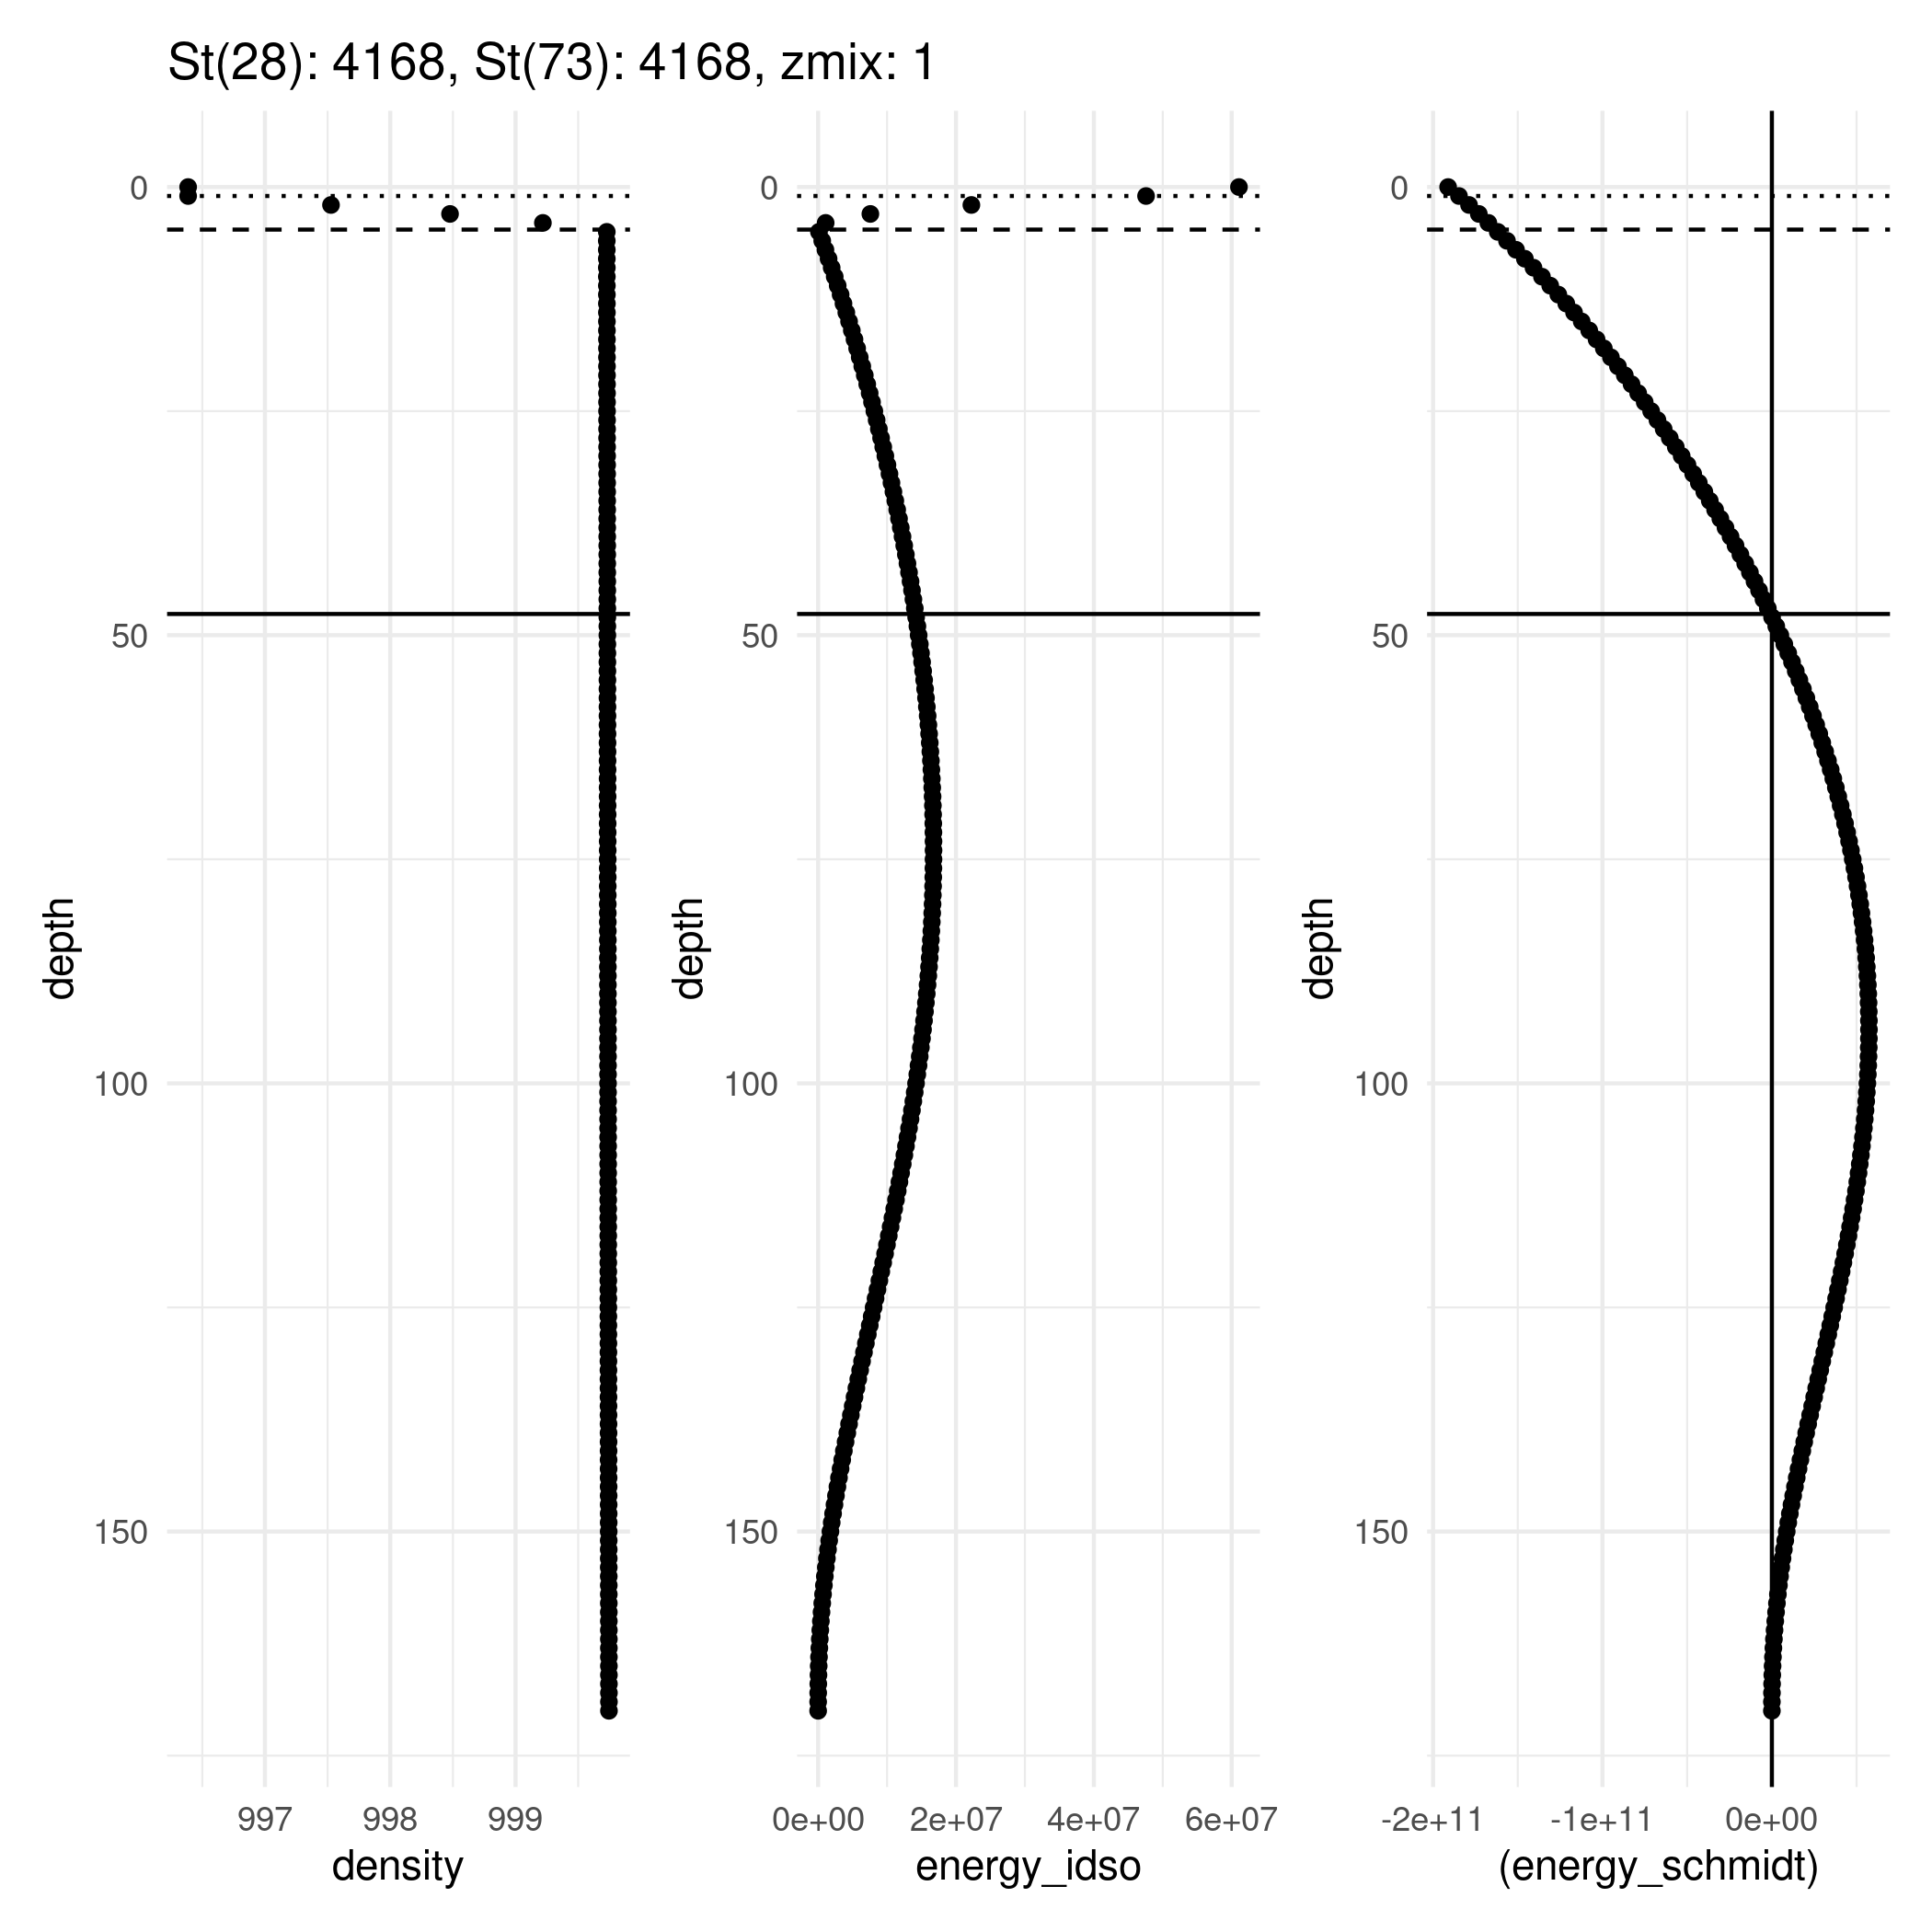 St(28): 4168, St(73): 4168, zmix: 1
0
50
100
150
depth
997 998 999
density
0
50
100
150
depth
0e+00 2e+07 4e+07 6e+07
energy_idso
0
50
100
150
depth
-2e+11 -1e+11 0e+00
(energy_schmidt)